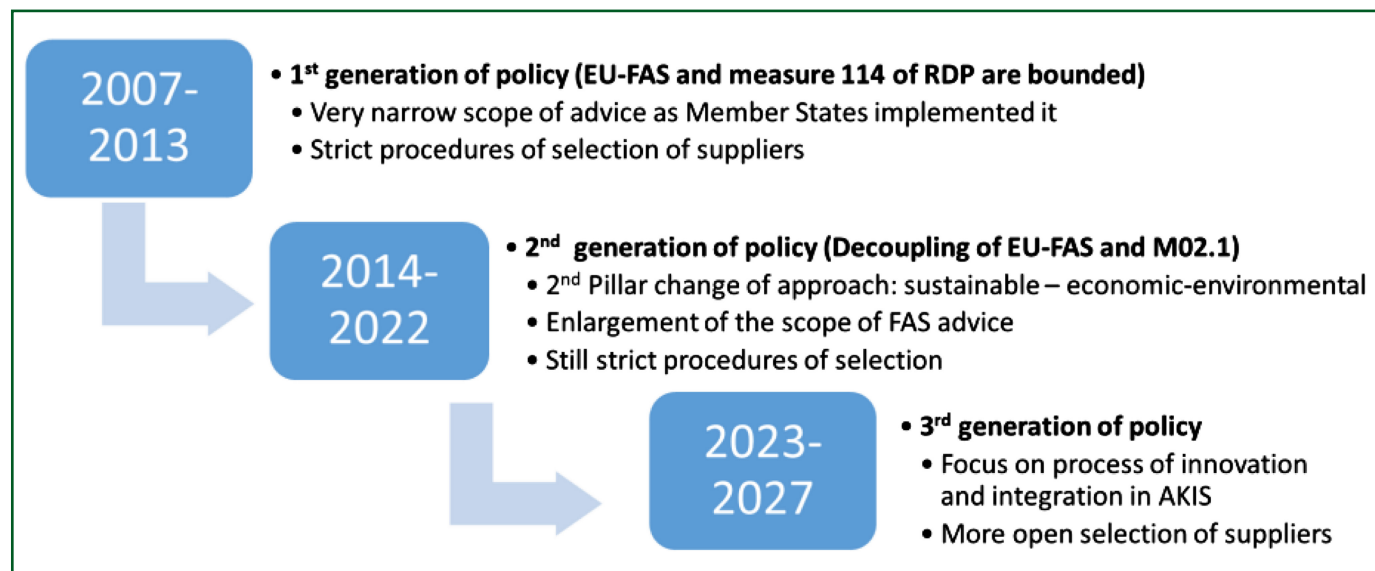 2007-
2013
• 1st generation of policy (EU-FAS and measure 114 of RDP are bounded)
• Very narrow scope of advice as Member States implemented it
• Strict procedures of selection of suppliers
2014-
2022
• 2nd generation of policy (Decoupling of EU-FAS and M02.1)
• 2nd Pillar change of approach: sustainable – economic-environmental
• Enlargement of the scope of FAS advice
• Still strict procedures of selection
2023-
2027
• 3rd generation of policy
• Focus on process of innovation
and integration in AKIS
• More open selection of suppliers